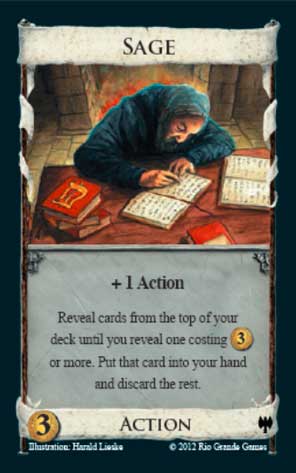 SAGE
+1 Action
Reveal cards from the top of your
deck until you reveal one costing 3
or more. Put that card into your hand
and discard the rest.
3 ACTION
Illustration: Harald Lieske © 2012 Rio Grande Games